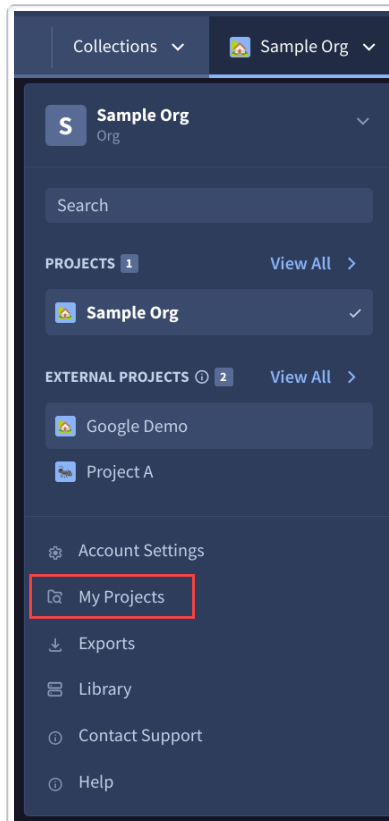 Collections Sample Org
S Sample Org
Org
Search
PROJECTS 1 View All
Sample Org
EXTERNAL PROJECTS 2 View All
Google Demo
Project A
Account Settings
My Projects
Exports
Library
Contact Support
Help